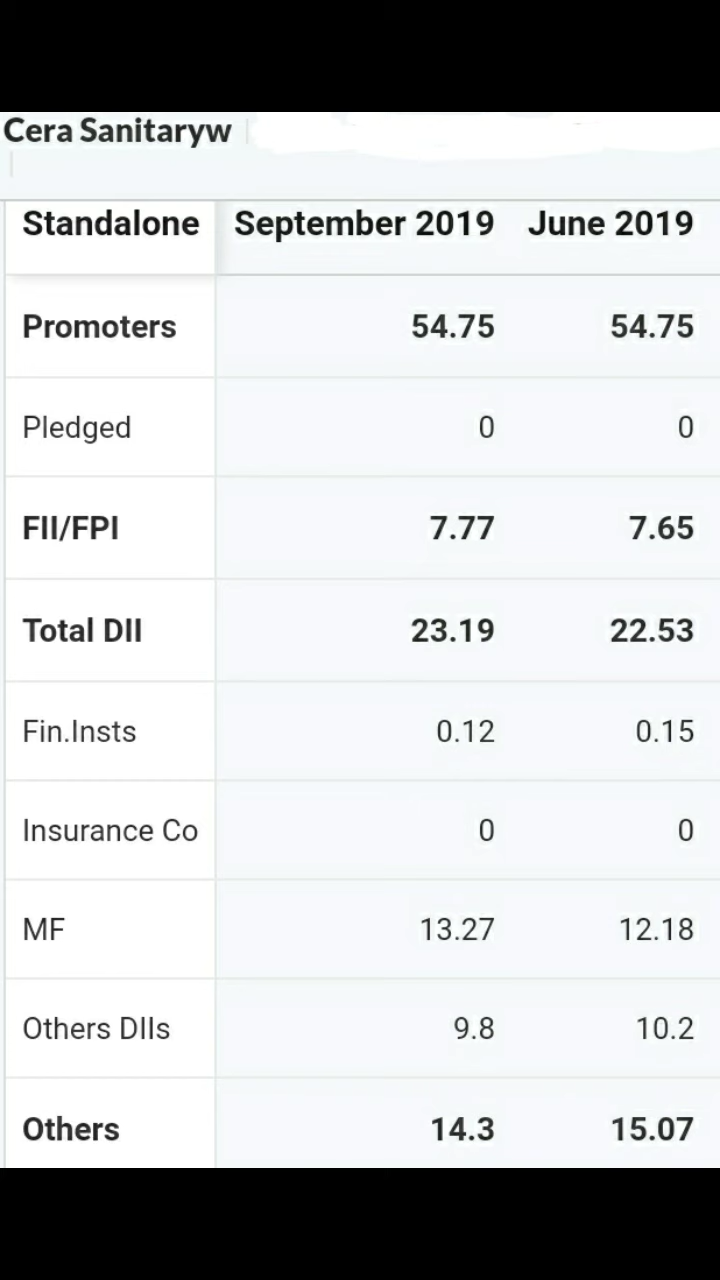 Cera Sanitaryw
Standalone September 2019 June 2019
Promoters 54.75 54.75
Pledged 0 0
FII/FPI 7.77 7.65
Total DII 23.19 22.53
Fin.Insts 0.12 0.15
Insurance Co 0 0
MF 13.27 12.18
Others DIIs 9.8 10.2
Others 14.3 15.07